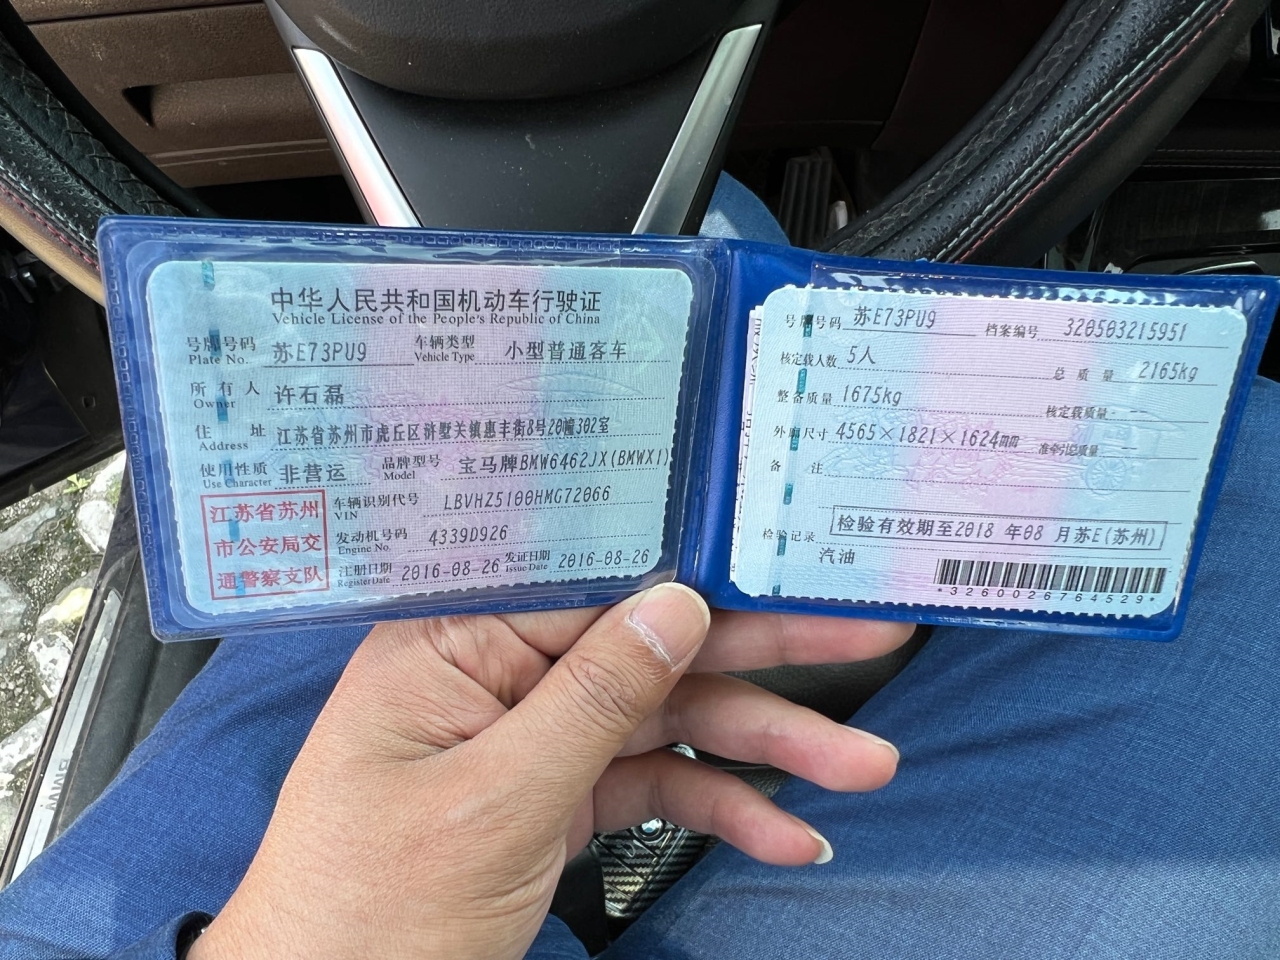 中华人民共和国机动车行驶证
Vehicle License of the People's Republic of China
号牌号码 苏E73PU9 车辆类型 小型普通客车
Plate No. Vehicle Type
所有人 许石磊
Owner
住址 江苏省苏州市虎丘区浒墅关镇惠丰街8号20幢302室
Address
使用性质 非营运 品牌型号 宝马牌BMW6462JX(BMWX1)
Use Character Model
江苏省苏州
市公安局交
通警察支队
车辆识别代号 LBVHZ5100HMG72066
VIN
发动机号码 4339D926
Engine No.
注册日期 2016-08-26 发证日期 2016-08-26
Register Date Issue Date
号牌号码 苏E73PU9 档案编号 320503215951
核定载人数 5人 总质量 2165kg
整备质量 1675kg 核定载质量 --
外廓尺寸 4565×1821×1624mm 准牵引总质量 --
备注
检验有效期至2018 年08 月苏E(苏州)
检验记录
汽油
*3260026764529*
BMW